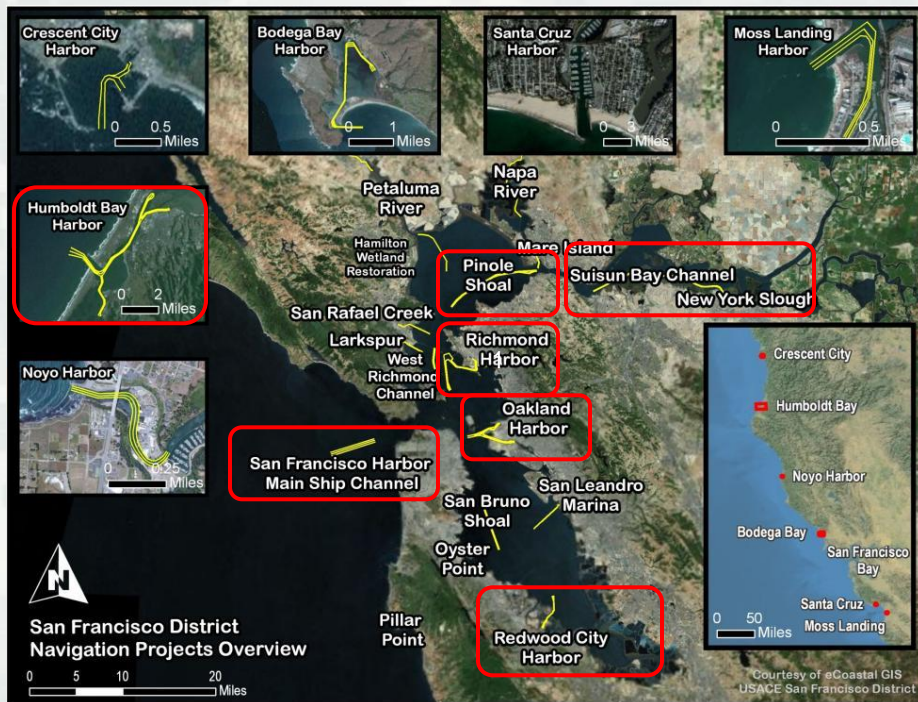 Crescent City
Harbor
0 0.5
Miles
Bodega Bay
Harbor
0 1
Miles
Santa Cruz
Harbor
0 3
Miles
Moss Landing
Harbor
0 0.5
Miles
Humboldt Bay
Harbor
0 2
Miles
Petaluma
River
Napa
River
Hamilton
Wetland
Restoration
Mare Island
Pinole
Shoal
Suisun Bay Channel
New York Slough
San Rafael Creek
Larkspur
West
Richmond
Channel
Richmond
Harbor
1
Noyo Harbor
0 0.25
Miles
Oakland
Harbor
San Francisco Harbor
Main Ship Channel
San Leandro
Marina
San Bruno
Shoal
Oyster
Point
Pillar
Point
Redwood City
Harbor
Crescent City
Humboldt Bay
Noyo Harbor
Bodega Bay
San Francisco
Bay
Santa Cruz
Moss Landing
0 50
Miles
N
San Francisco District
Navigation Projects Overview
0 5 10 20
Miles
Courtesy of eCoastal GIS
USACE San Francisco District